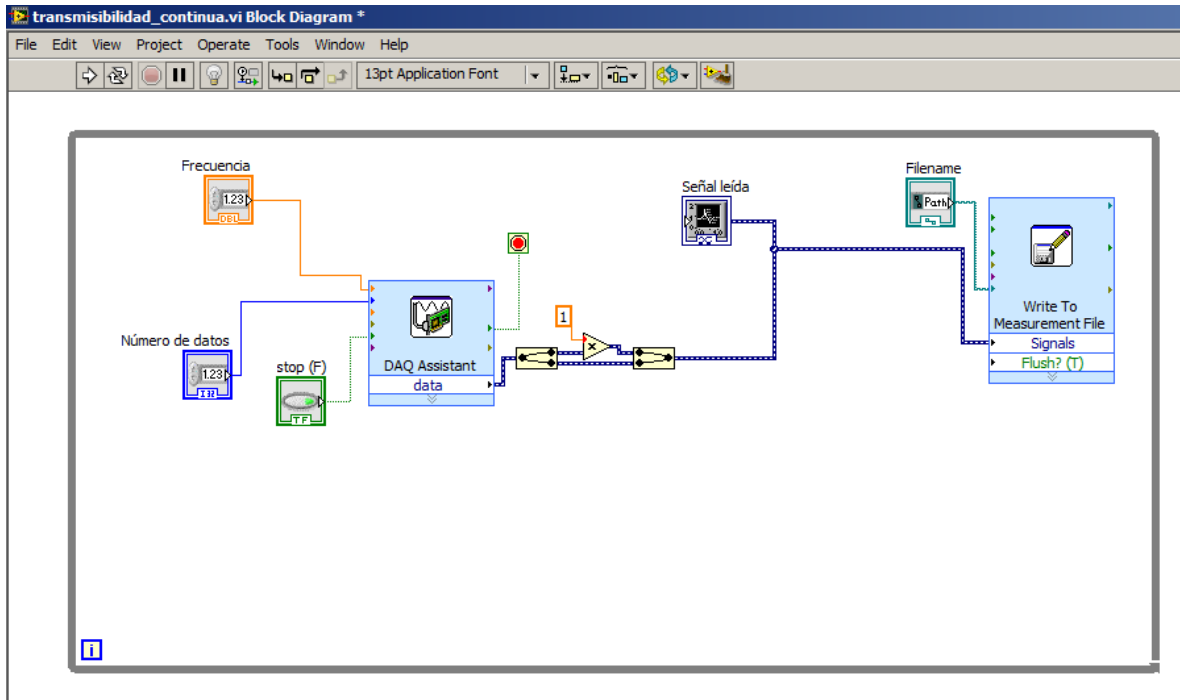 transmisibilidad_continua.vi Block Diagram *
File Edit View Project Operate Tools Window Help
13pt Application Font
Frecuencia
1.23
DBL
Señal leída
Filename
Path
Número de datos
1.23
I32
stop (F)
TF
DAQ Assistant
data
1
x
Write To
Measurement File
Signals
Flush? (T)
i